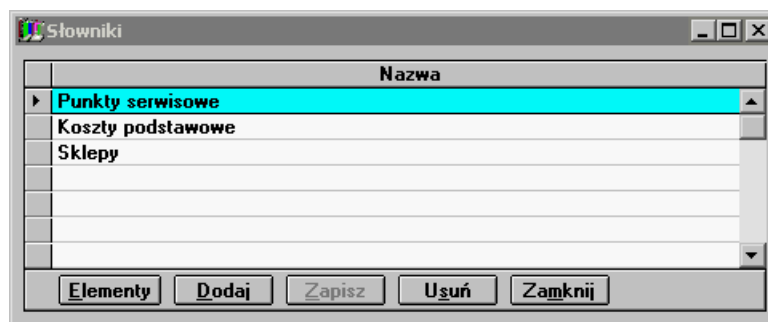 Słowniki
Nazwa
Punkty serwisowe
Koszty podstawowe
Sklepy
Elementy Dodaj Zapisz Usuń Zamknij